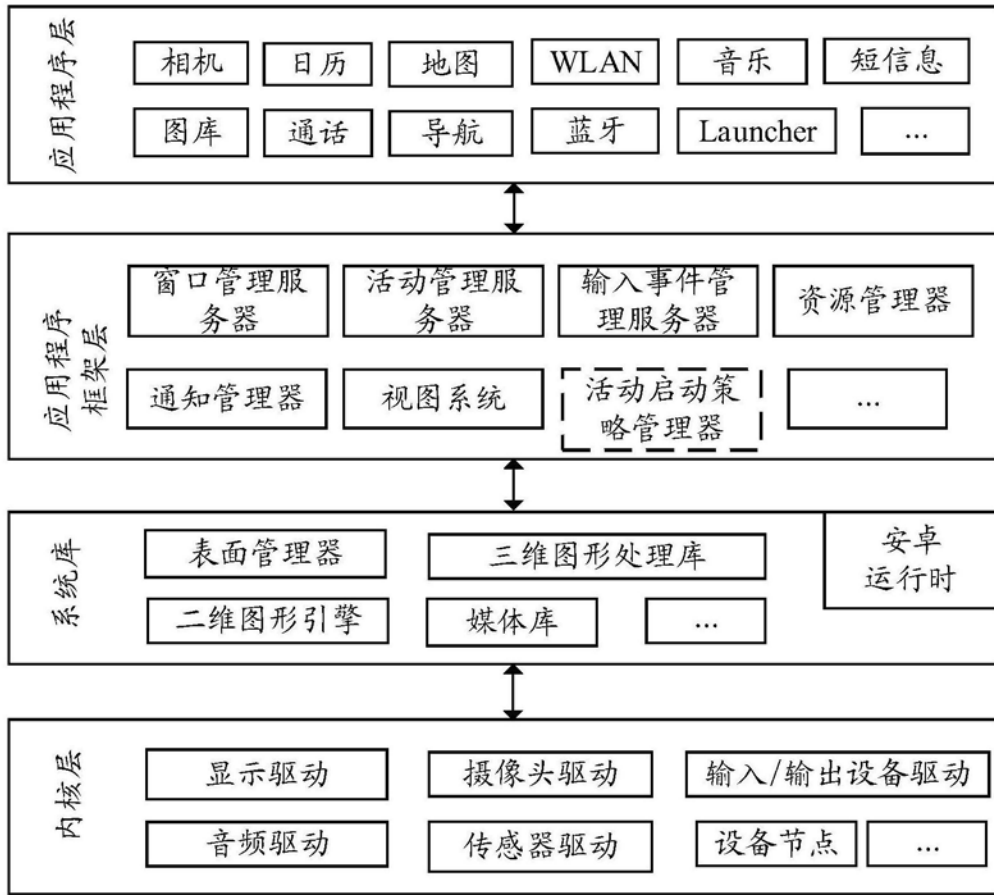 应用程序层
相机 日历 地图 WLAN 音乐 短信息
图库 通话 导航 蓝牙 Launcher ...
应用程序
框架层
窗口管理服
务器
活动管理服
务器
输入事件管
理服务器
资源管理器
通知管理器
视图系统
活动启动策
略管理器
...
系统库
表面管理器
三维图形处理库
安卓
运行时
二维图形引擎
媒体库
...
内核层
显示驱动
摄像头驱动
输入/输出设备驱动
音频驱动
传感器驱动
设备节点
...